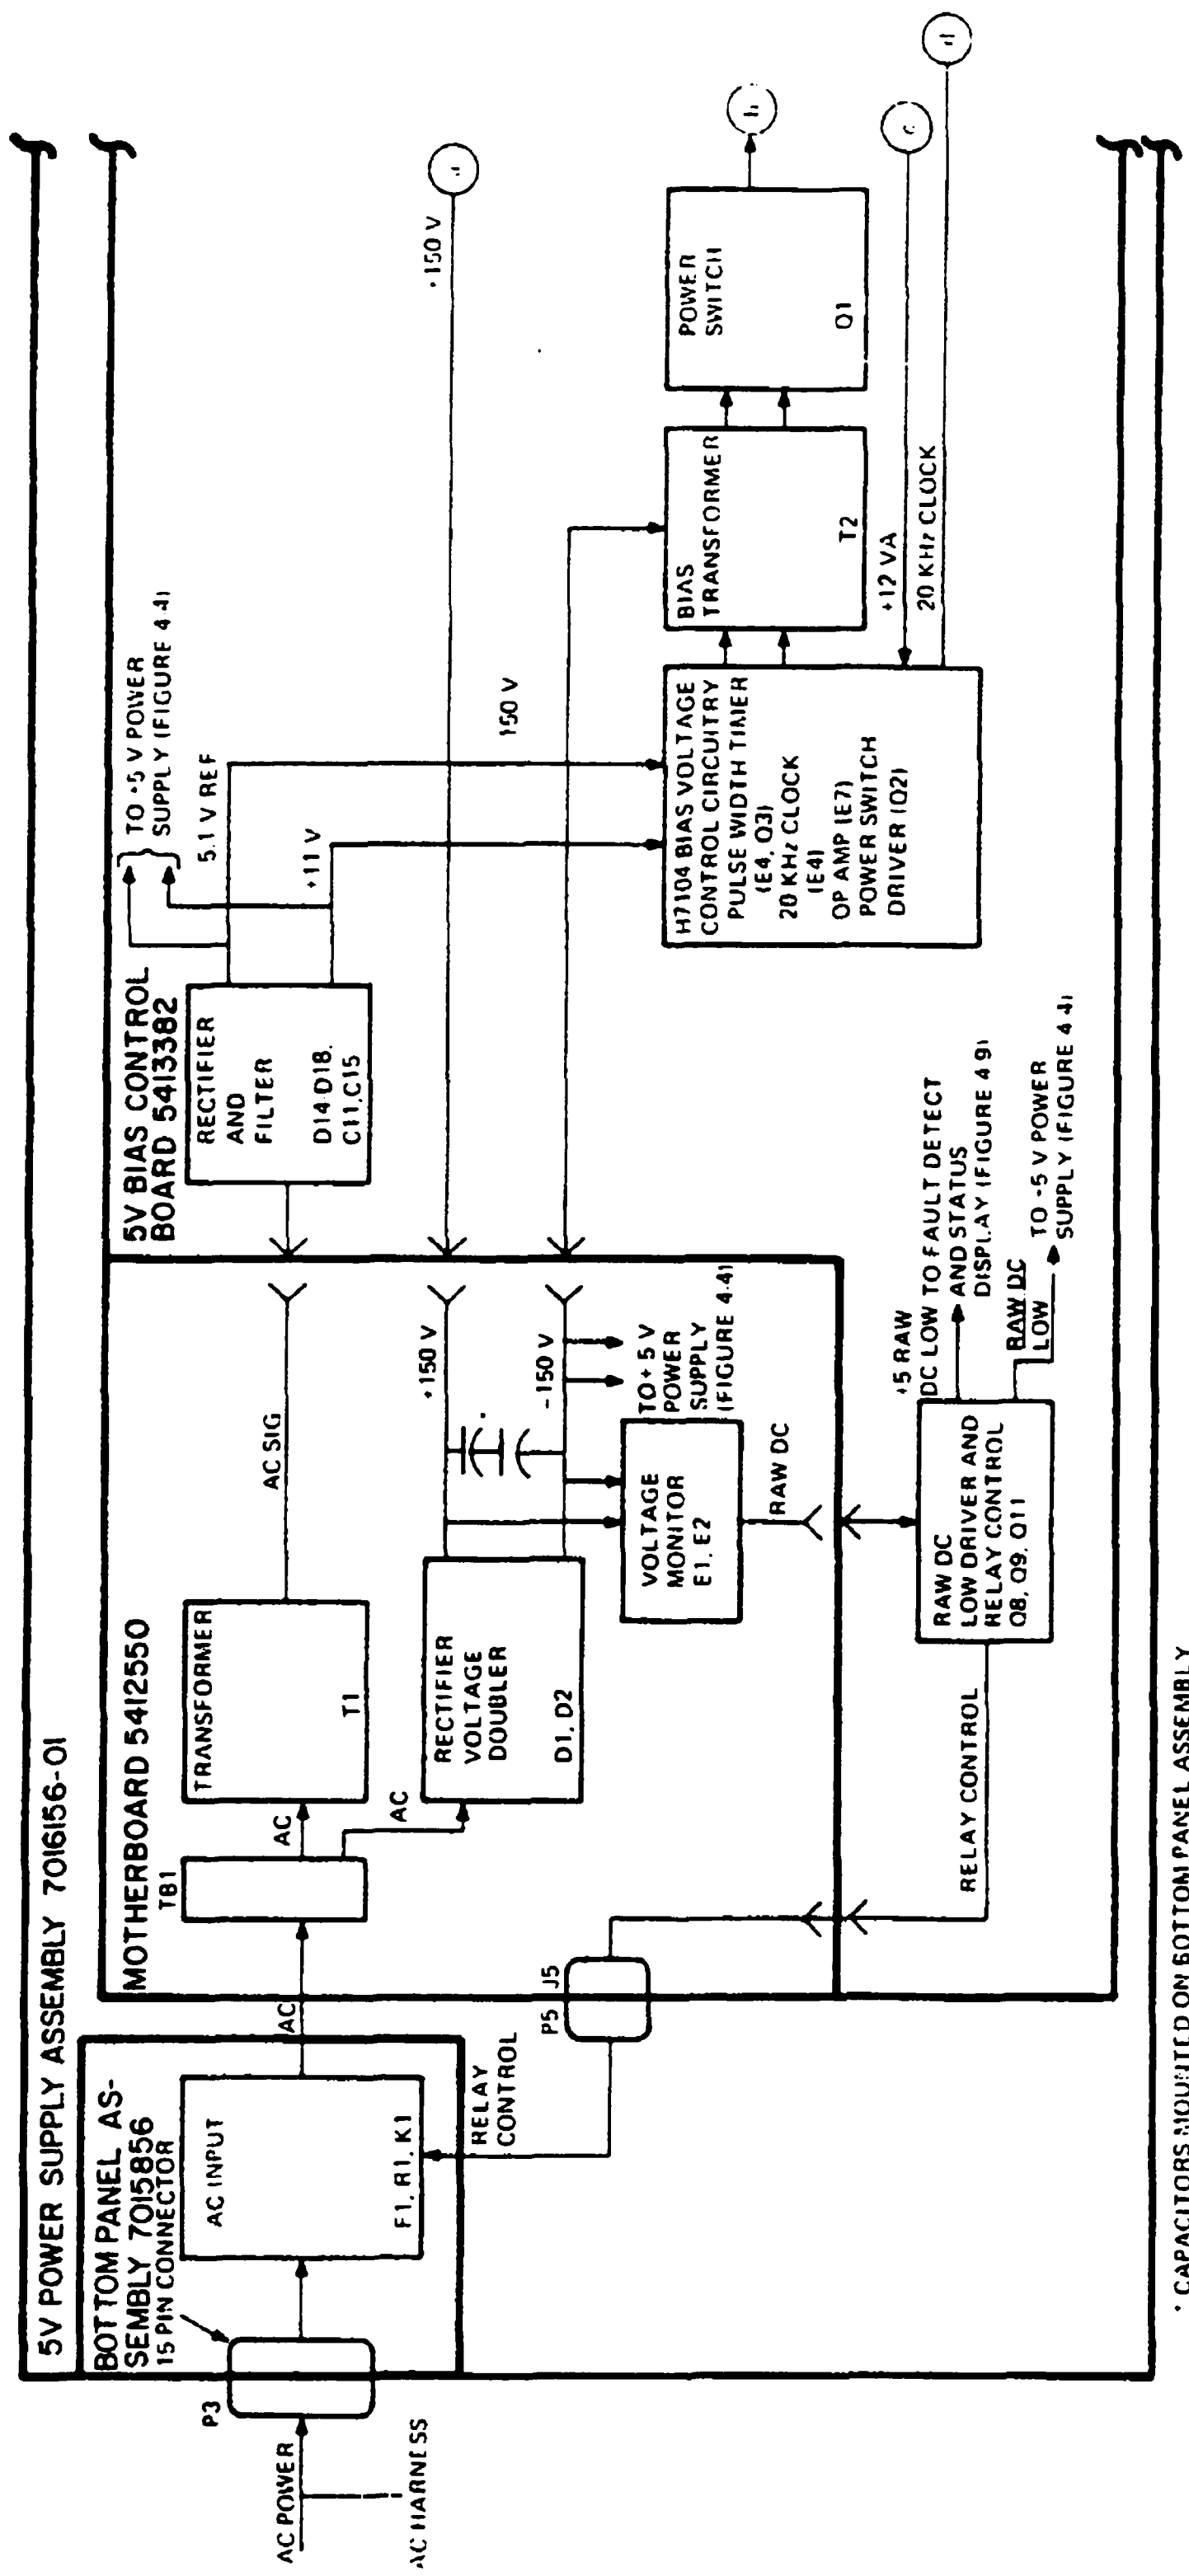 5V POWER SUPPLY ASSEMBLY 7016156-01
BOTTOM PANEL AS-
SEMBLY 7015856
15 PIN CONNECTOR
P3
AC POWER
AC HARNESS
AC INPUT
F1, R1, K1
RELAY
CONTROL
AC
P5
J5
MOTHERBOARD 5412550
TB1
AC
AC
TRANSFORMER
T1
AC SIG
RECTIFIER
VOLTAGE
DOUBLER
D1, D2
+150 V
-150 V
TO + 5 V
POWER
SUPPLY
(FIGURE 4-4)
VOLTAGE
MONITOR
E1, E2
RAW DC
5V BIAS CONTROL
BOARD 5413382
RECTIFIER
AND
FILTER
D14-D18,
C11, C15
TO +5 V POWER
SUPPLY (FIGURE 4-4)
5.1 V REF
+11 V
+150 V
150 V
H7104 BIAS VOLTAGE
CONTROL CIRCUITRY
PULSE WIDTH TIMER
(E4, Q3)
20 KHz CLOCK
(E4)
OP AMP (E7)
POWER SWITCH
DRIVER (Q2)
BIAS
TRANSFORMER
T2
POWER
SWITCH
Q1
b
+12 VA
c
20 KHz CLOCK
RELAY CONTROL
RAW DC
LOW DRIVER AND
RELAY CONTROL
Q8, Q9, Q11
+5 RAW
DC LOW TO FAULT DETECT
AND STATUS
DISPLAY (FIGURE 4-9)
RAW DC
LOW
TO +5 V POWER
SUPPLY (FIGURE 4-4)
* CAPACITORS MOUNTED ON BOTTOM PANEL ASSEMBLY